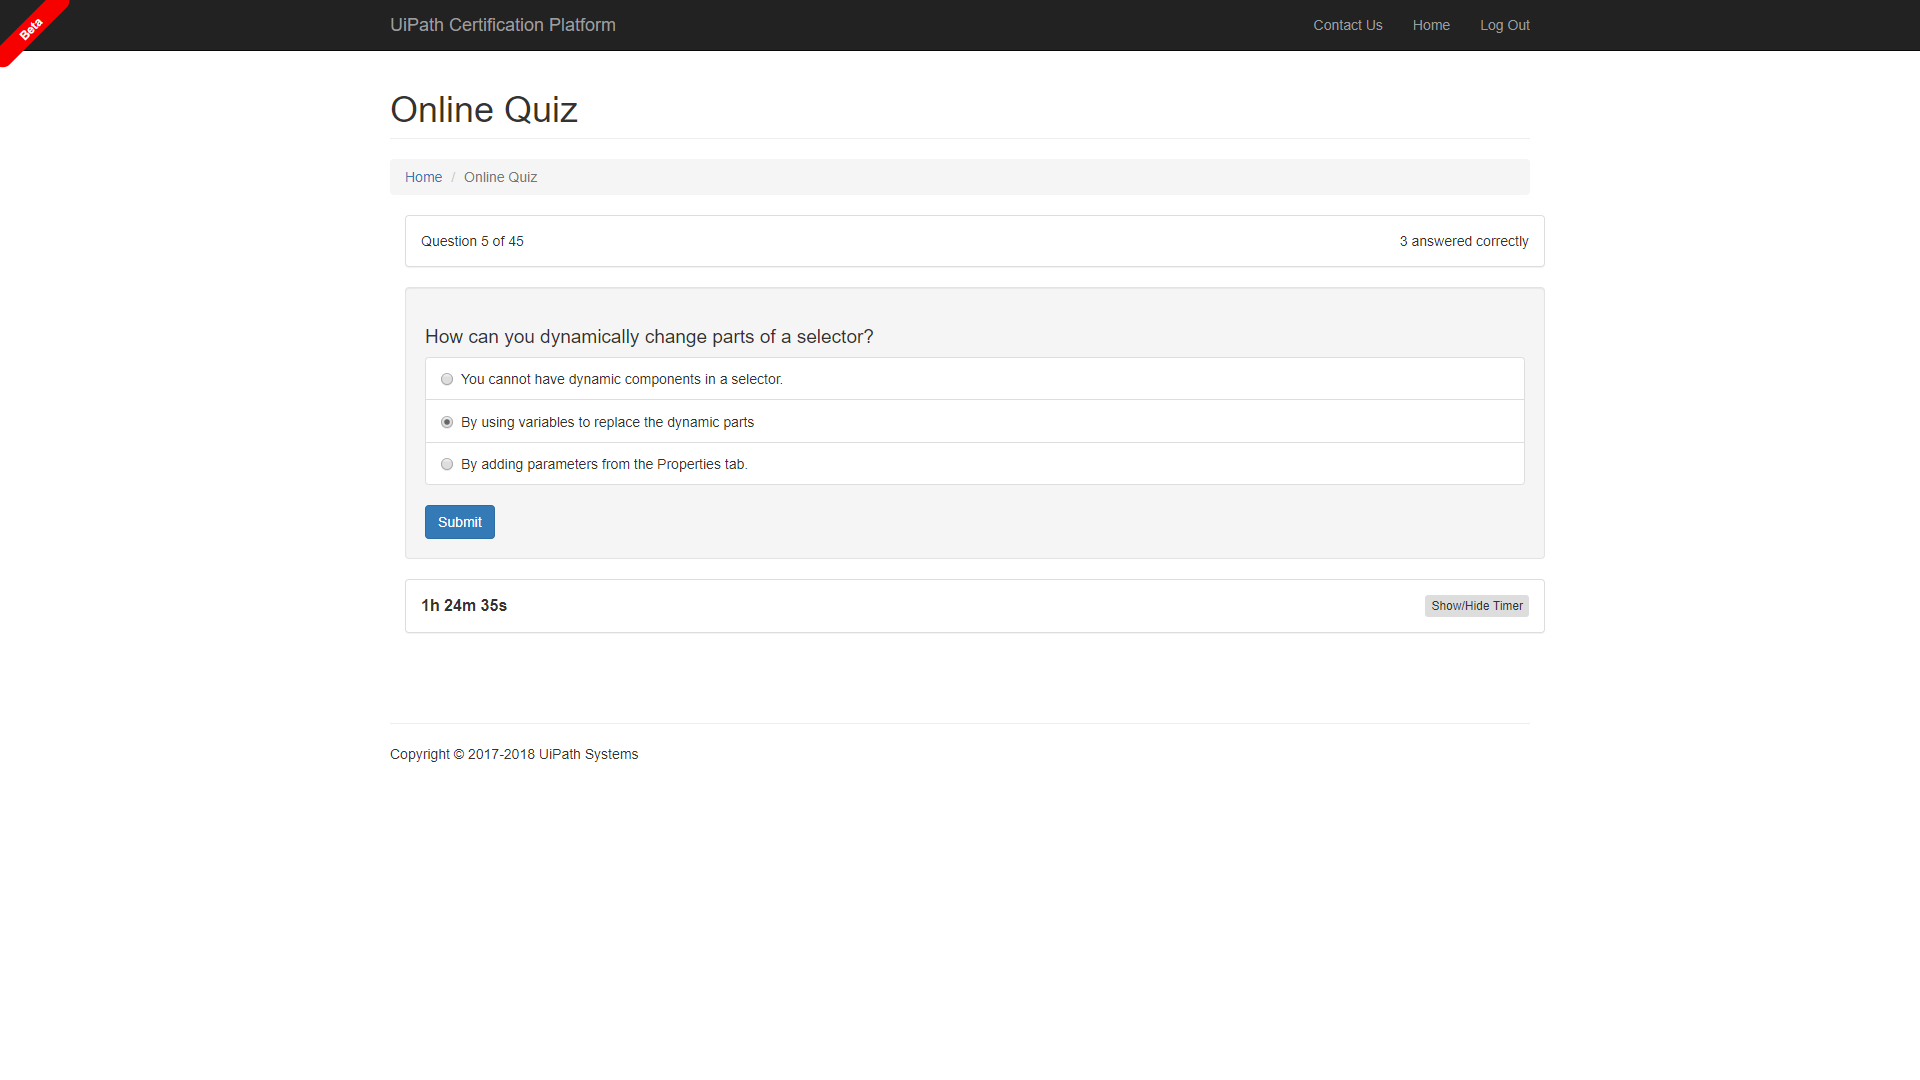 Beta
UiPath Certification Platform
Contact Us
Home
Log Out
Online Quiz
Home / Online Quiz
Question 5 of 45
3 answered correctly
How can you dynamically change parts of a selector?
You cannot have dynamic components in a selector.
By using variables to replace the dynamic parts
By adding parameters from the Properties tab.
Submit
1h 24m 35s
Show/Hide Timer
Copyright © 2017-2018 UiPath Systems